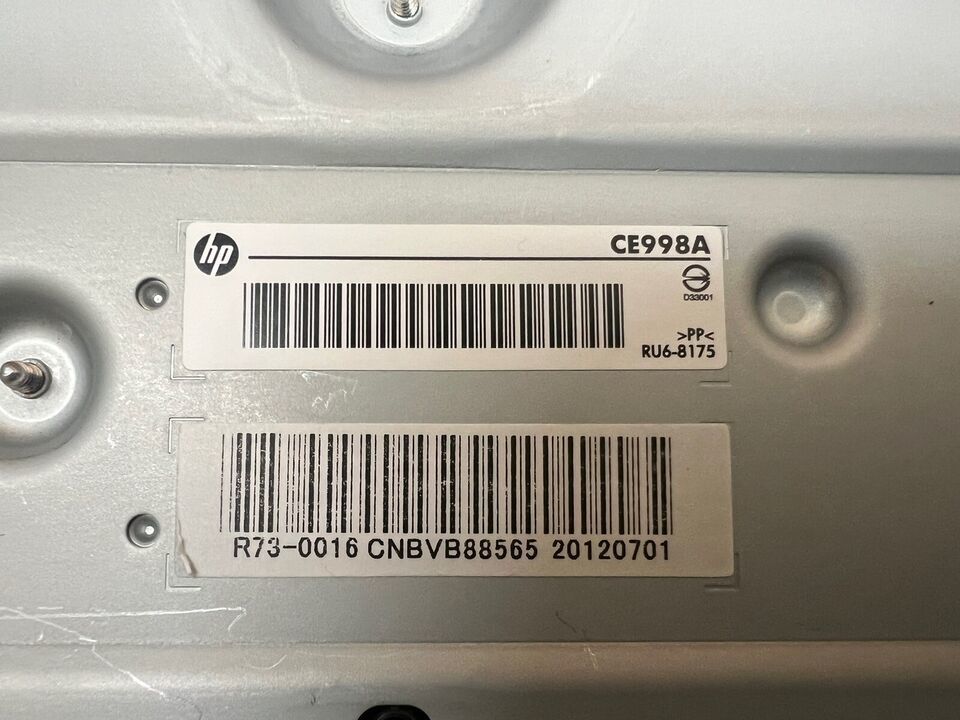 hp CE998A
D33001
>PP<
RU6-8175
R73-0016 CNBVB88565 20120701